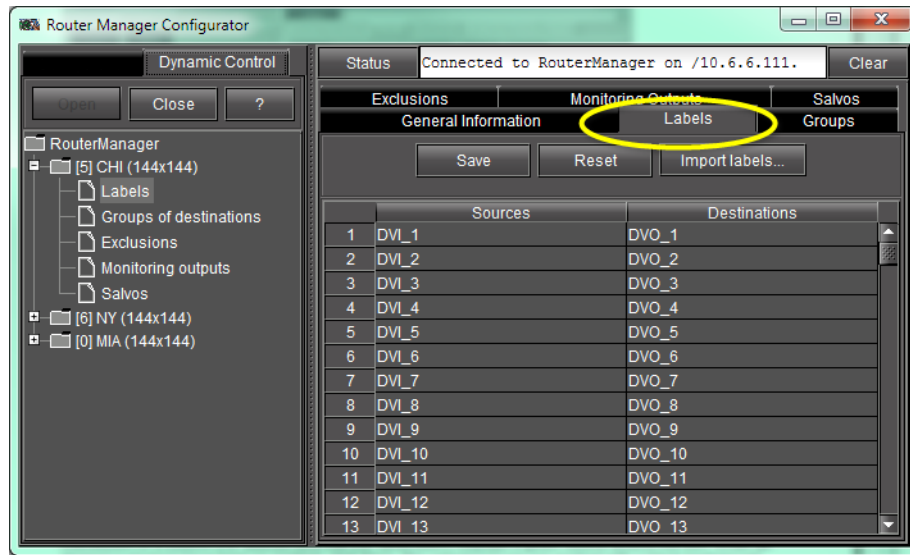 Router Manager Configurator
Dynamic Control
Open Close ?
RouterManager
[5] CHI (144x144)
Labels
Groups of destinations
Exclusions
Monitoring outputs
Salvos
[6] NY (144x144)
[0] MIA (144x144)
Status Connected to RouterManager on /10.6.6.111. Clear
Exclusions Monitoring Outputs Salvos
General Information Labels Groups
Save Reset Import labels...
Sources Destinations
1 DVI_1 DVO_1
2 DVI_2 DVO_2
3 DVI_3 DVO_3
4 DVI_4 DVO_4
5 DVI_5 DVO_5
6 DVI_6 DVO_6
7 DVI_7 DVO_7
8 DVI_8 DVO_8
9 DVI_9 DVO_9
10 DVI_10 DVO_10
11 DVI_11 DVO_11
12 DVI_12 DVO_12
13 DVI_13 DVO_13